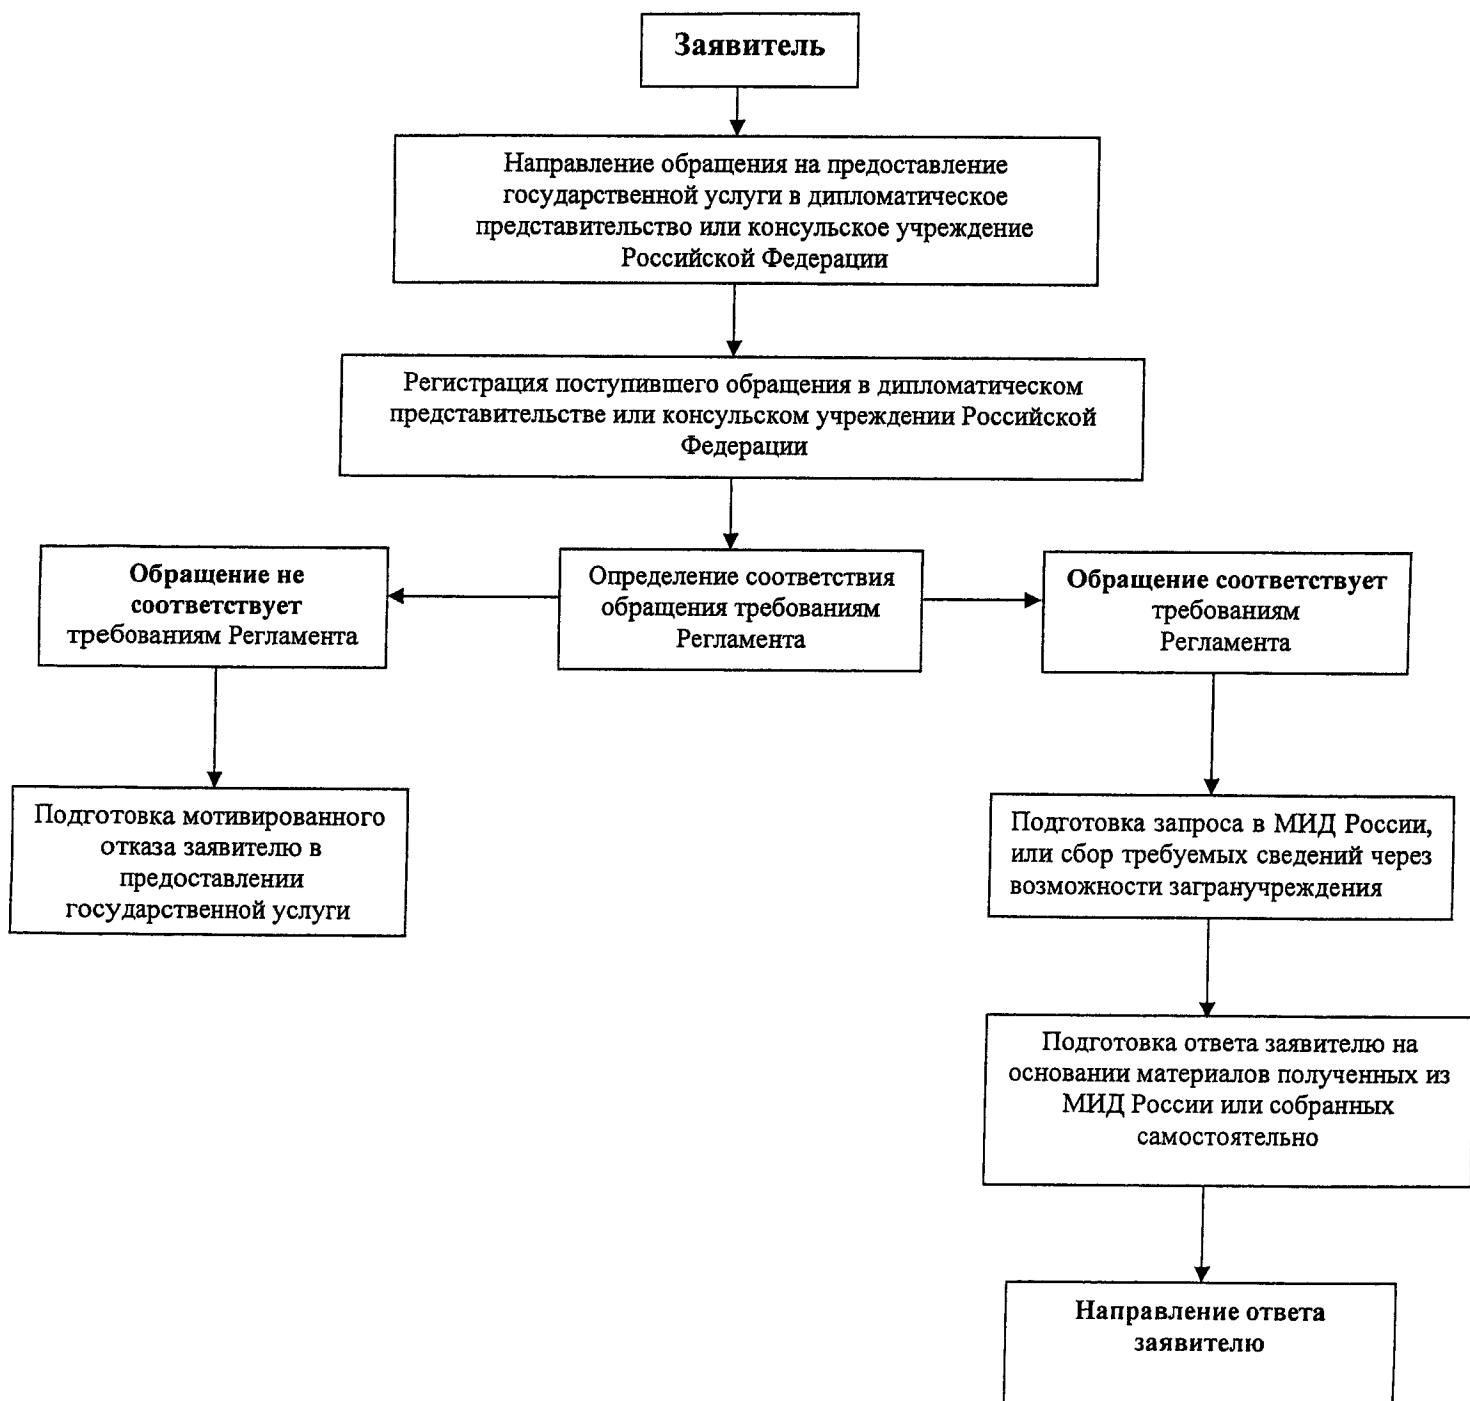 Заявитель
Направление обращения на предоставление
государственной услуги в дипломатическое
представительство или консульское учреждение
Российской Федерации
Регистрация поступившего обращения в дипломатическом
представительстве или консульском учреждении Российской
Федерации
Обращение не
соответствует
требованиям Регламента
Определение соответствия
обращения требованиям
Регламента
Обращение соответствует
требованиям
Регламента
Подготовка мотивированного
отказа заявителю в
предоставлении
государственной услуги
Подготовка запроса в МИД России,
или сбор требуемых сведений через
возможности загранучреждения
Подготовка ответа заявителю на
основании материалов полученных из
МИД России или собранных
самостоятельно
Направление ответа
заявителю